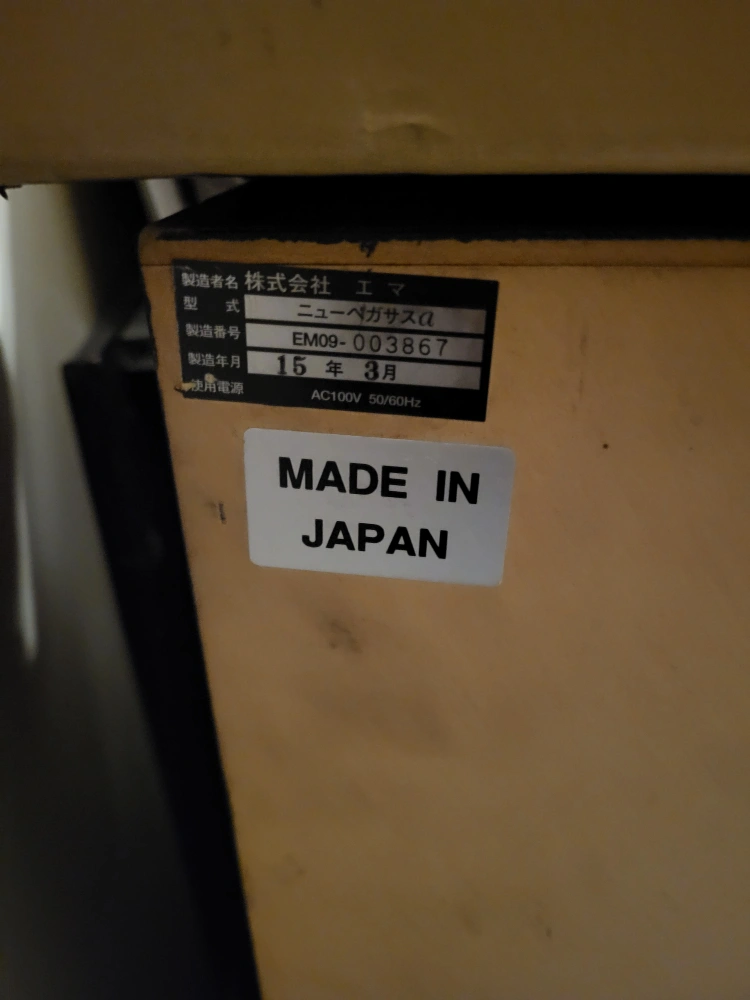 製造者名 株式会社 エマ
型 式 ニューペガサスα
製造番号 EM09-003867
製造年月 15 年 3月
使用電源 AC100V 50/60Hz
MADE IN
JAPAN